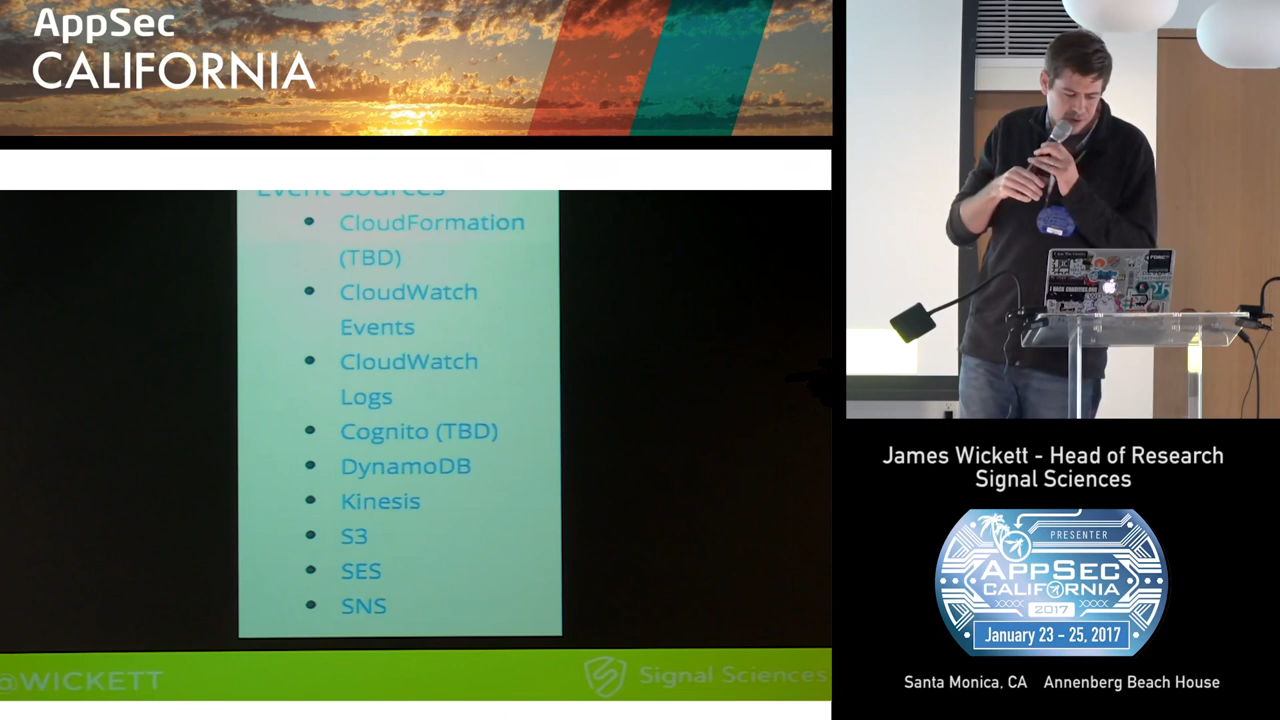 AppSec
CALIFORNIA
Event Sources
CloudFormation
(TBD)
CloudWatch
Events
CloudWatch
Logs
Cognito (TBD)
DynamoDB
Kinesis
S3
SES
SNS
@WICKETT
Signal Sciences
James Wickett - Head of Research
Signal Sciences
PRESENTER
APPSEC
CALIFORNIA
2017
January 23 - 25, 2017
Santa Monica, CA Annenberg Beach House